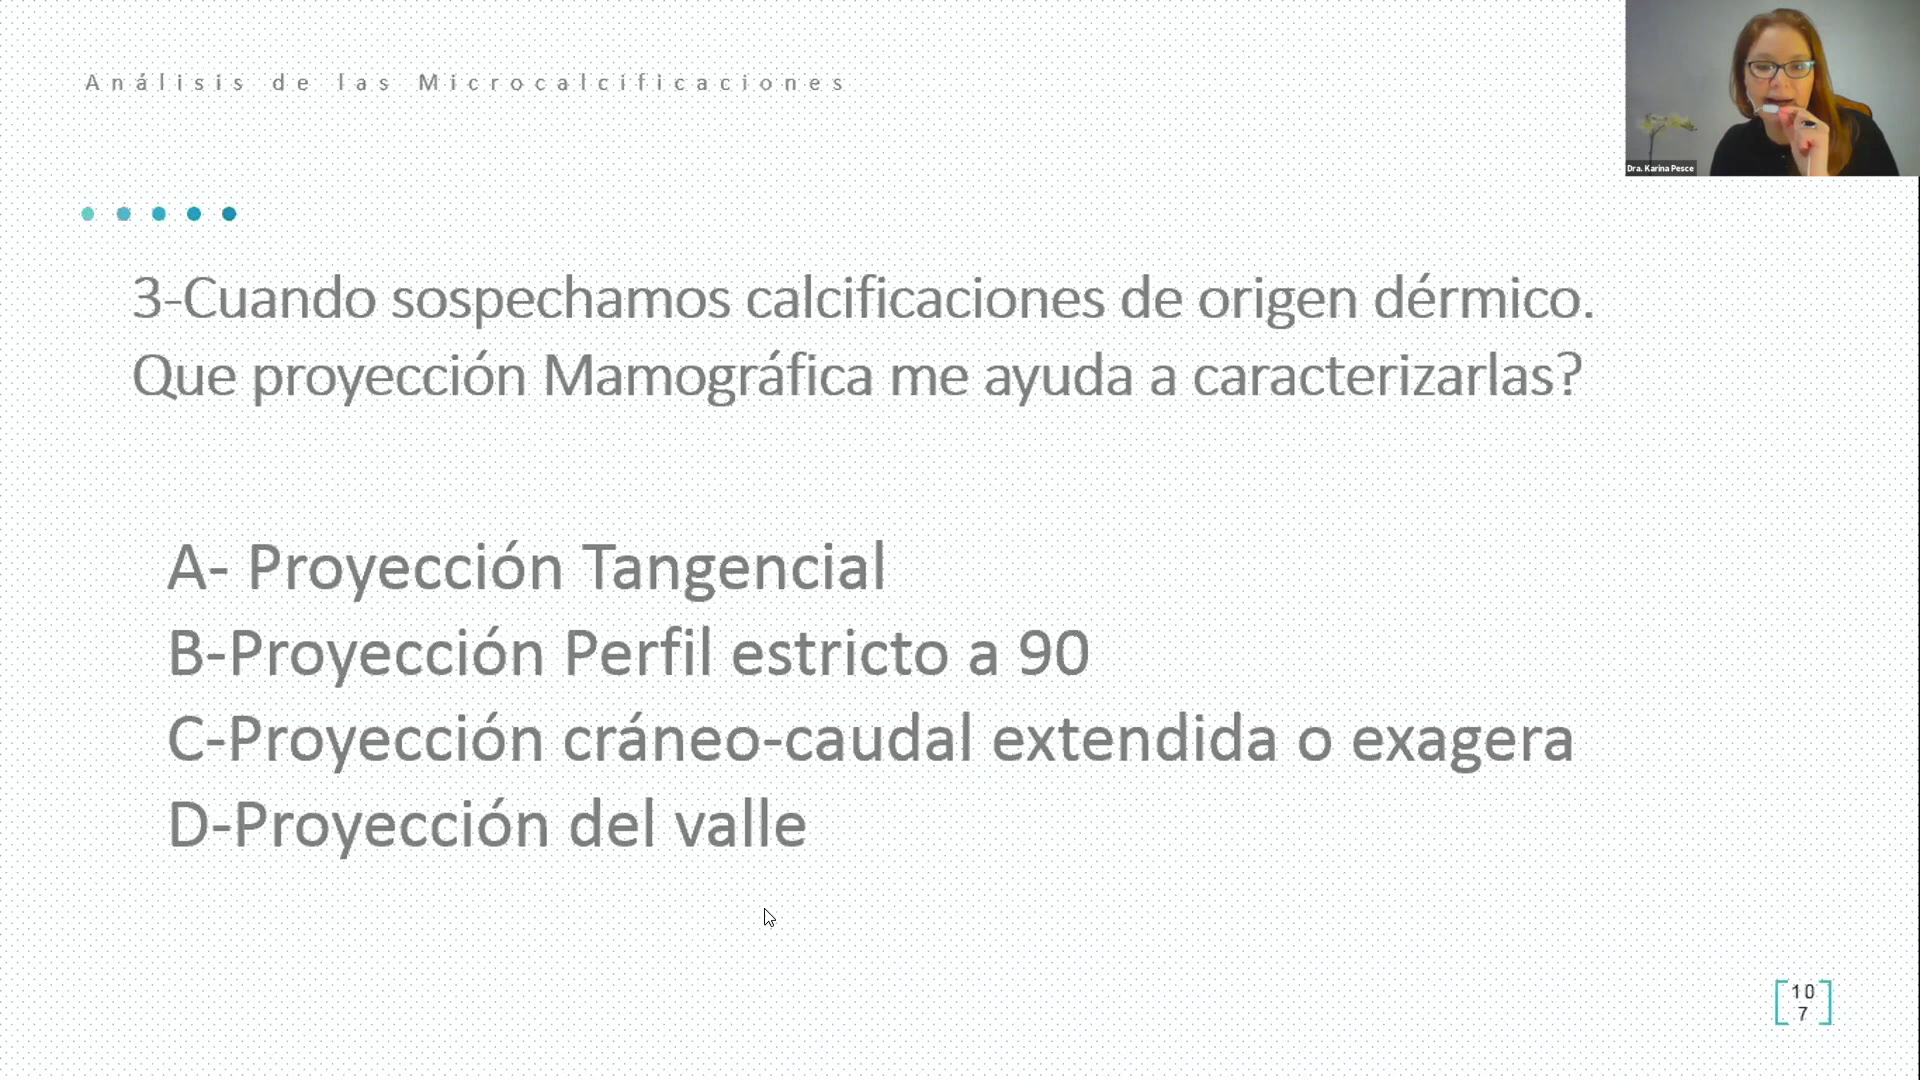 Análisis de las Microcalcificaciones
Dra. Karina Pesce
3-Cuando sospechamos calcificaciones de origen dérmico.
Que proyección Mamográfica me ayuda a caracterizarlas?
A- Proyección Tangencial
B-Proyección Perfil estricto a 90
C-Proyección cráneo-caudal extendida o exagera
D-Proyección del valle
10
7